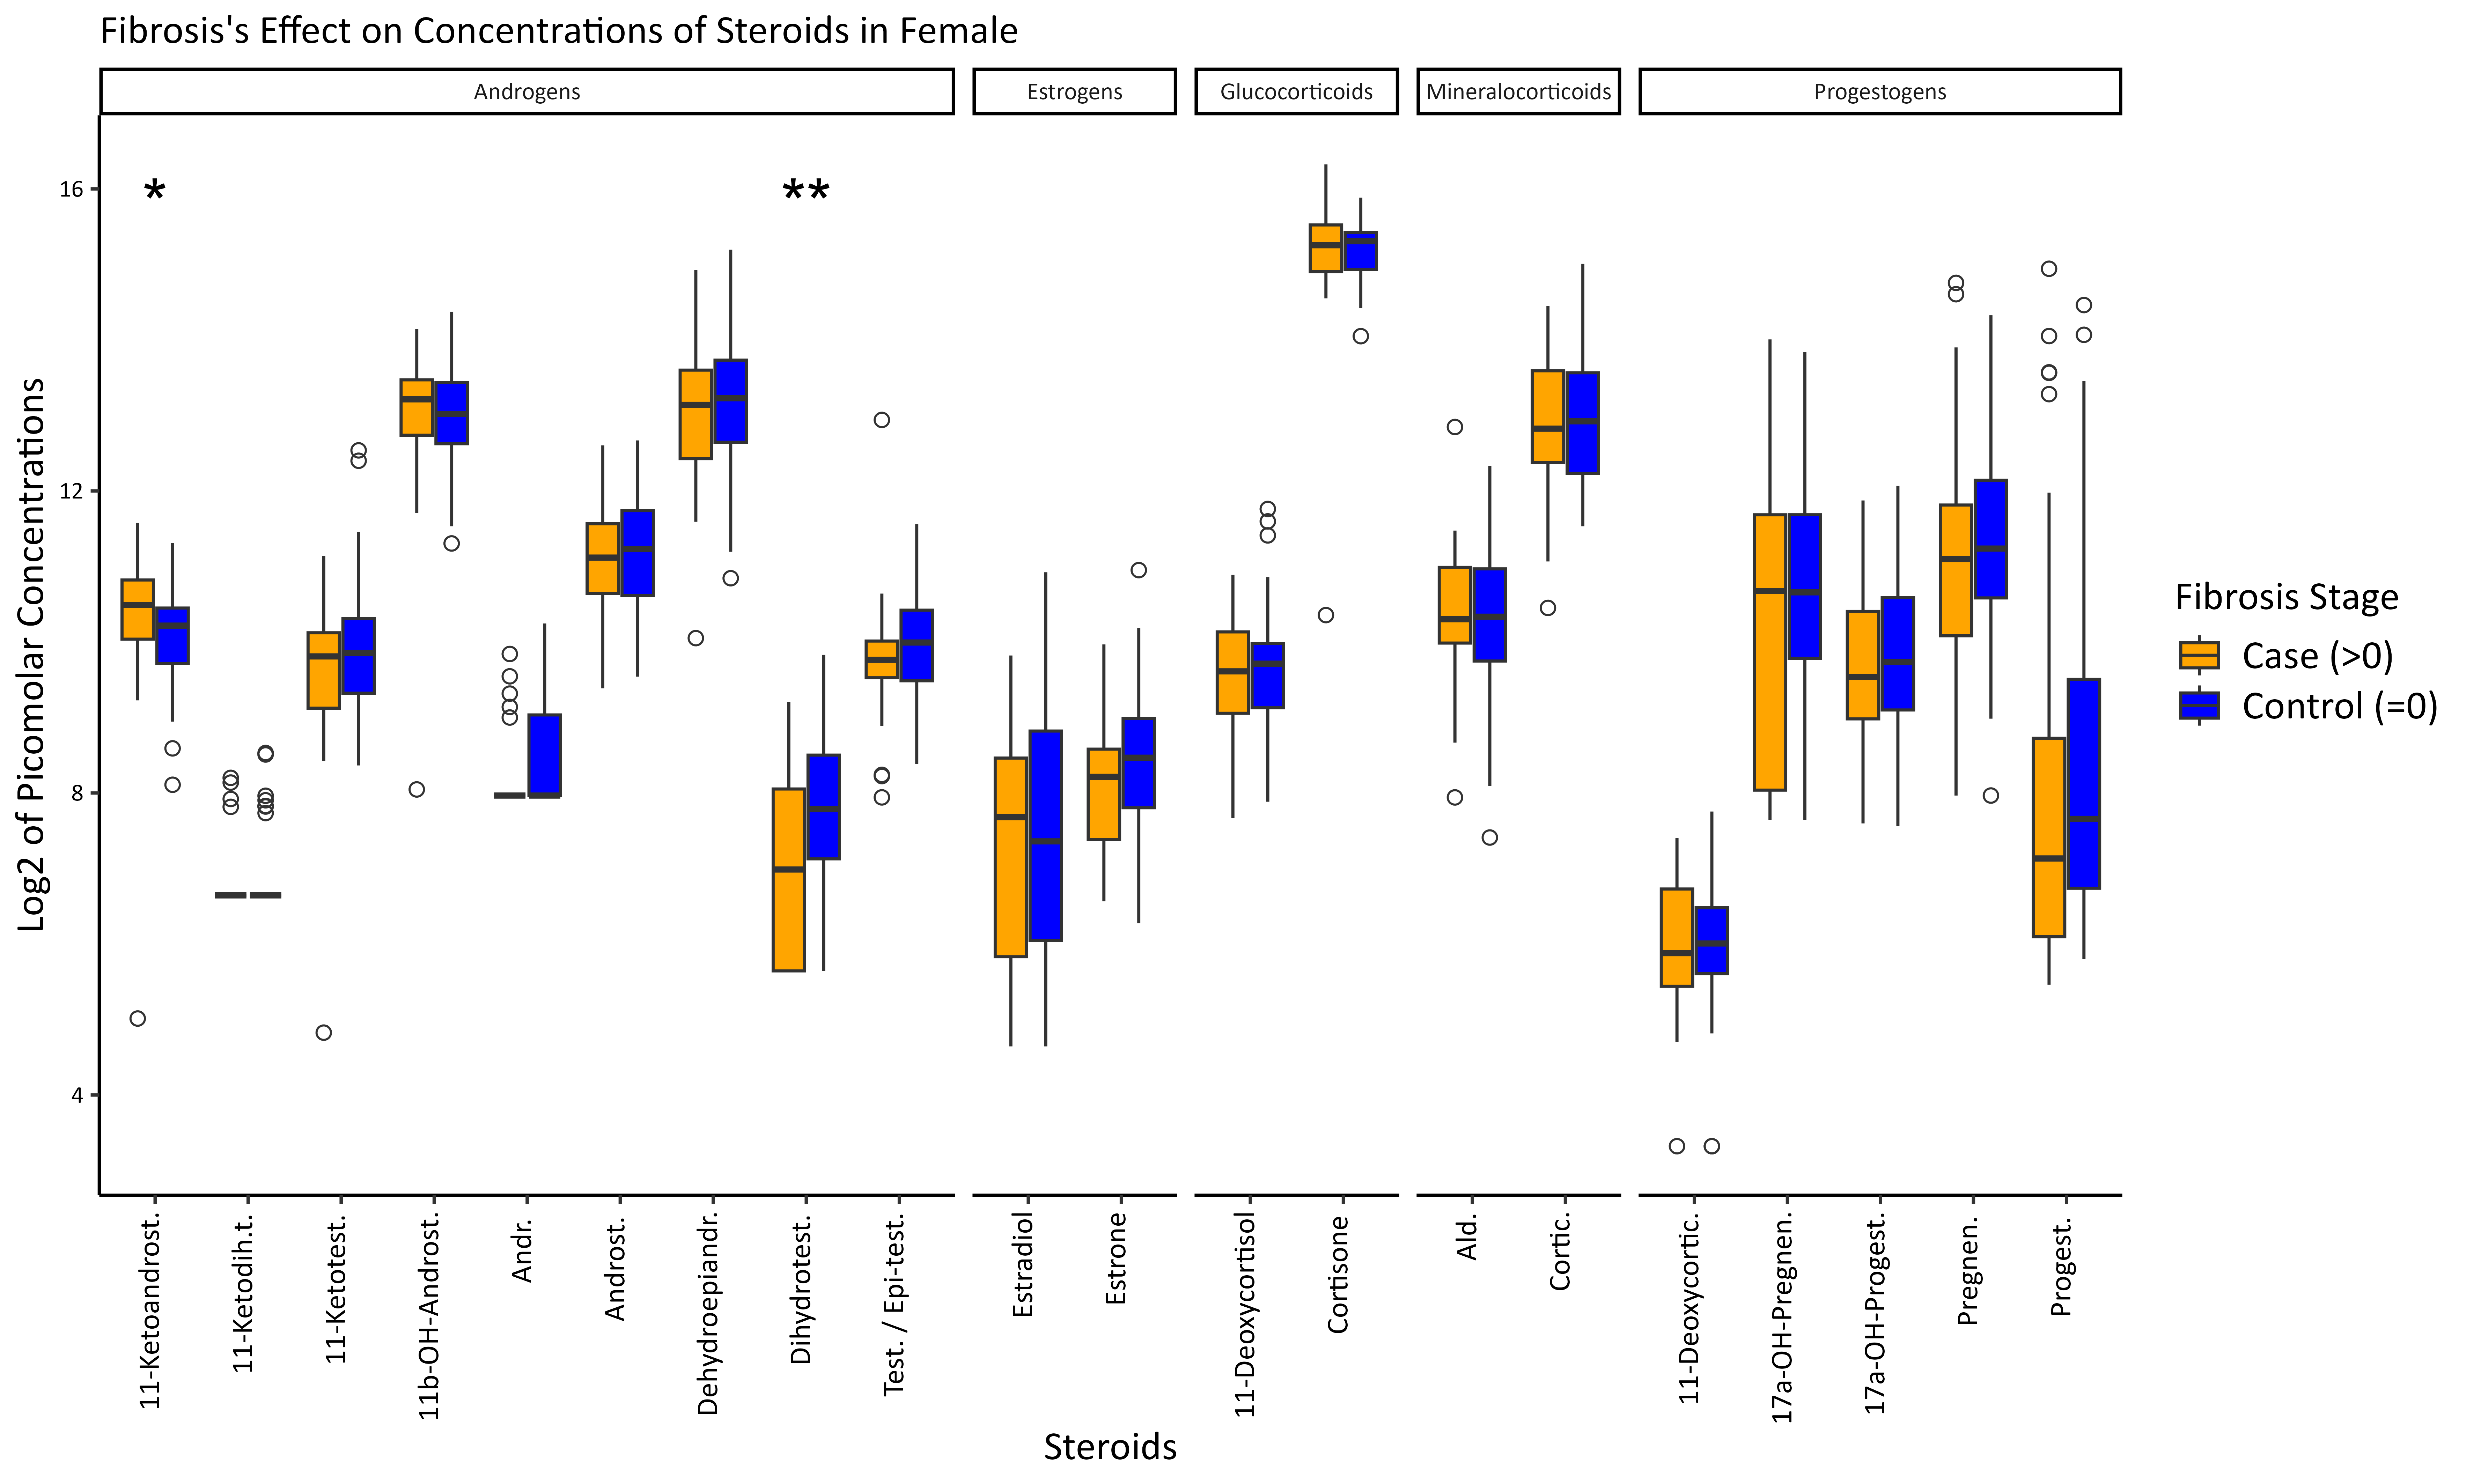 Fibrosis's Effect on Concentrations of Steroids in Female
Androgens
Estrogens
Glucocorticoids
Mineralocorticoids
Progestogens
Log2 of Picomolar Concentrations
16
12
8
4
*
**
11-Ketoandrost.
11-Ketodih.t.
11-Ketotest.
11b-OH-Androst.
Andr.
Androst.
Dehydroepiandr.
Dihydrotest.
Test. / Epi-test.
Estradiol
Estrone
11-Deoxycortisol
Cortisone
Ald.
Cortic.
11-Deoxycortic.
17a-OH-Pregnen.
17a-OH-Progest.
Pregnen.
Progest.
Steroids
Fibrosis Stage
Case (>0)
Control (=0)